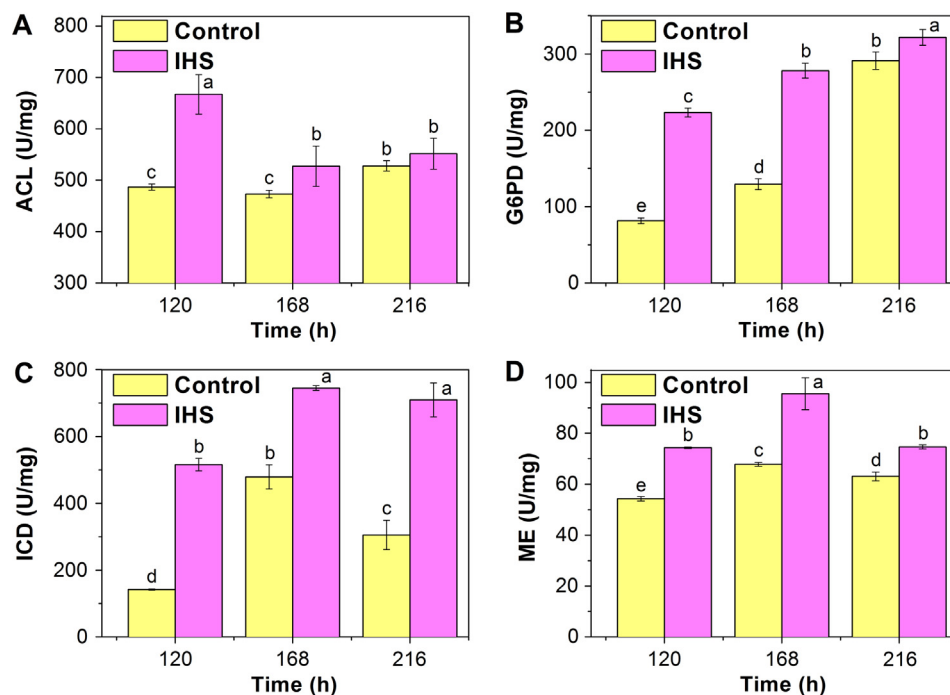 A
Control
IHS
800
700
600
500
400
300
ACL (U/mg)
c
a
c
b
b
b
120
168
216
Time (h)
B
Control
IHS
300
200
100
0
G6PD (U/mg)
e
c
d
b
b
a
120
168
216
Time (h)
C
Control
IHS
800
600
400
200
0
ICD (U/mg)
d
b
b
a
c
a
120
168
216
Time (h)
D
Control
IHS
100
80
60
40
20
0
ME (U/mg)
e
b
c
a
d
b
120
168
216
Time (h)